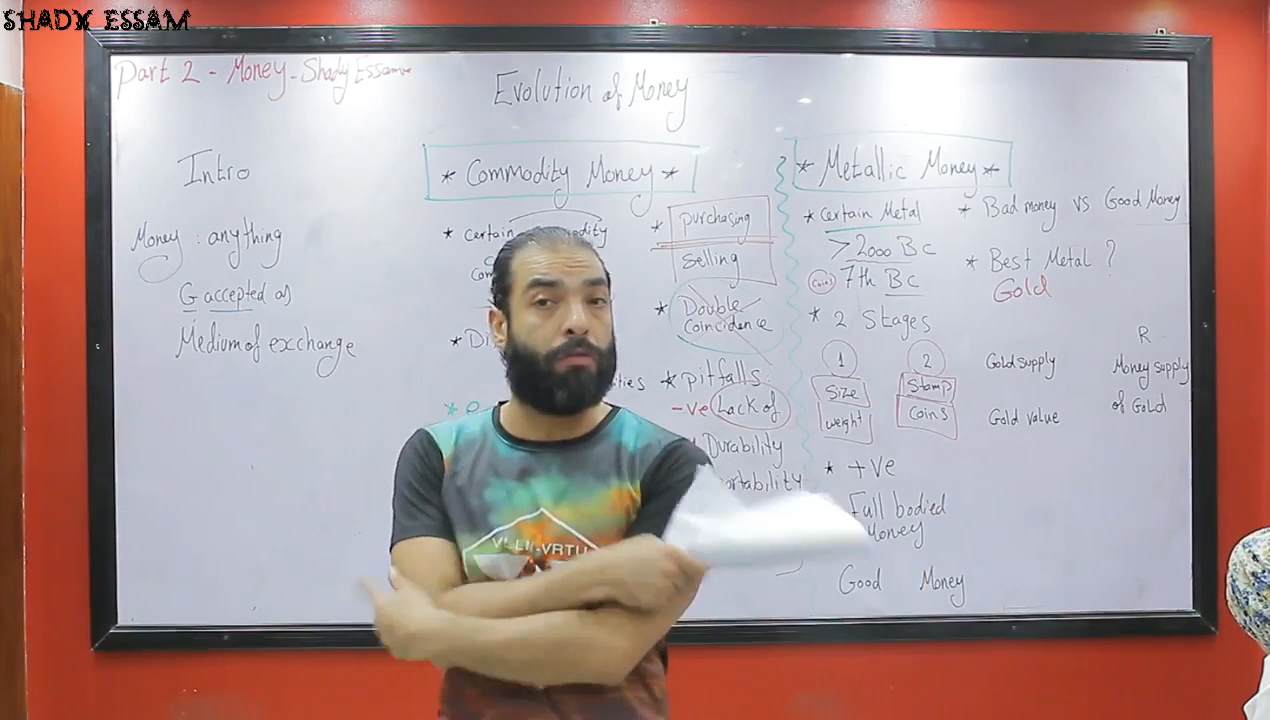 SHADY ESSAM
Part 2 - Money - Shady Essam
Evolution of Money
Intro
Money : anything
G accepted as
Medium of exchange
* Commodity Money *
* certain
* Di
* purchasing
Selling
* Double
Coincidence
* pitfalls
-ve Lack of
Durability
* Metallic Money *
* Certain Metal
> 2000 BC
Coins 7th BC
* 2 Stages
1 2
Size Stamp
weight Coins
* +ve
Full bodied
Money
Good Money
* Bad money vs Good Money
* Best Metal ?
Gold
R
Gold supply Money supply
of Gold
Gold value